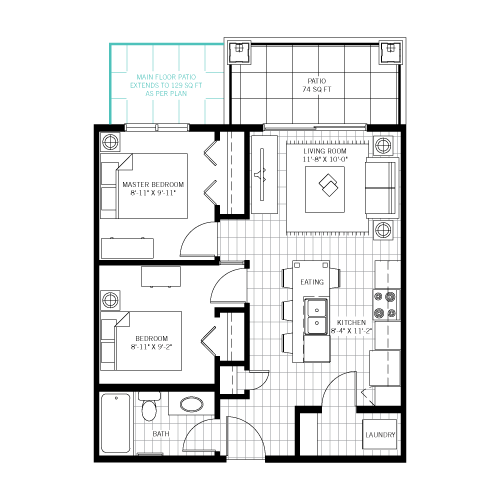 MAIN FLOOR PATIO
EXTENDS TO 129 SQ FT
AS PER PLAN
PATIO
74 SQ FT
LIVING ROOM
11'-8" X 10'-0"
MASTER BEDROOM
8'-11" X 9'-11"
EATING
KITCHEN
8'-4" X 11'-2"
BEDROOM
8'-11" X 9'-2"
BATH
LAUNDRY